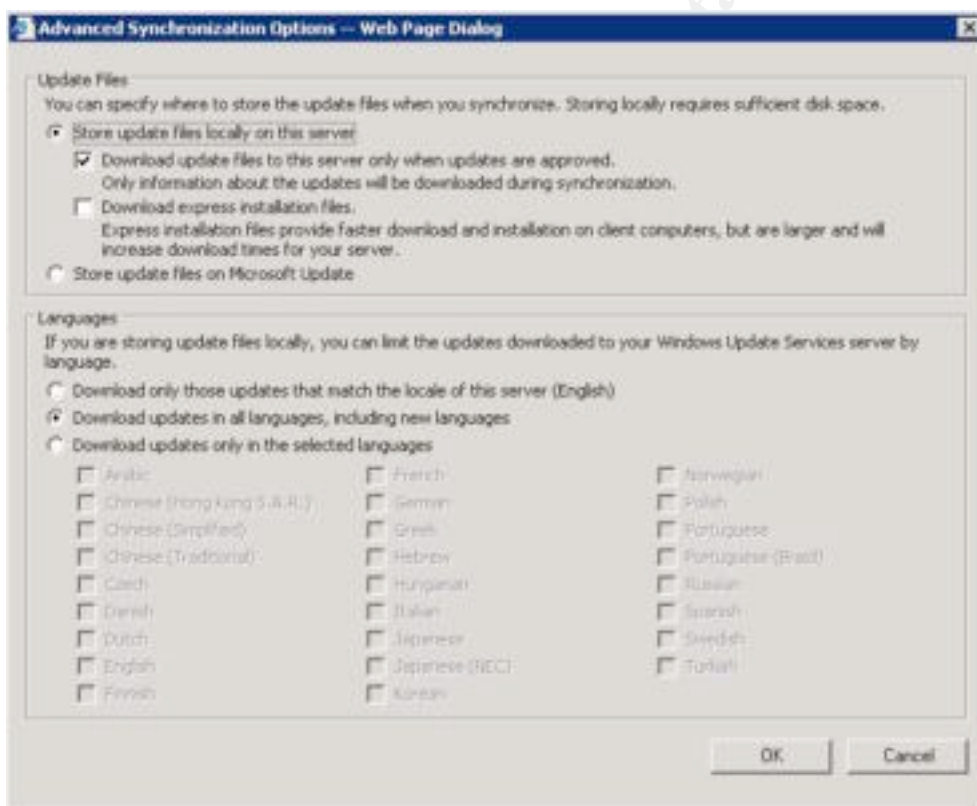 Advanced Synchronization Options -- Web Page Dialog
Update Files
You can specify where to store the update files when you synchronize. Storing locally requires sufficient disk space.
Store update files locally on this server
Download update files to this server only when updates are approved.
Only information about the updates will be downloaded during synchronization.
Download express installation files.
Express installation files provide faster download and installation on client computers, but are larger and will
increase download times for your server.
Store update files on Microsoft Update
Languages
If you are storing update files locally, you can limit the updates downloaded to your Windows Update Services server by
language.
Download only those updates that match the locale of this server (English)
Download updates in all languages, including new languages
Download updates only in the selected languages
Arabic French Norwegian
Chinese (Hong Kong S.A.R.) German Polish
Chinese (Simplified) Greek Portuguese
Chinese (Traditional) Hebrew Portuguese (Brazil)
Czech Hungarian Russian
Danish Italian Spanish
Dutch Japanese Swedish
English Japanese (NEC) Turkish
Finnish Korean
OK Cancel